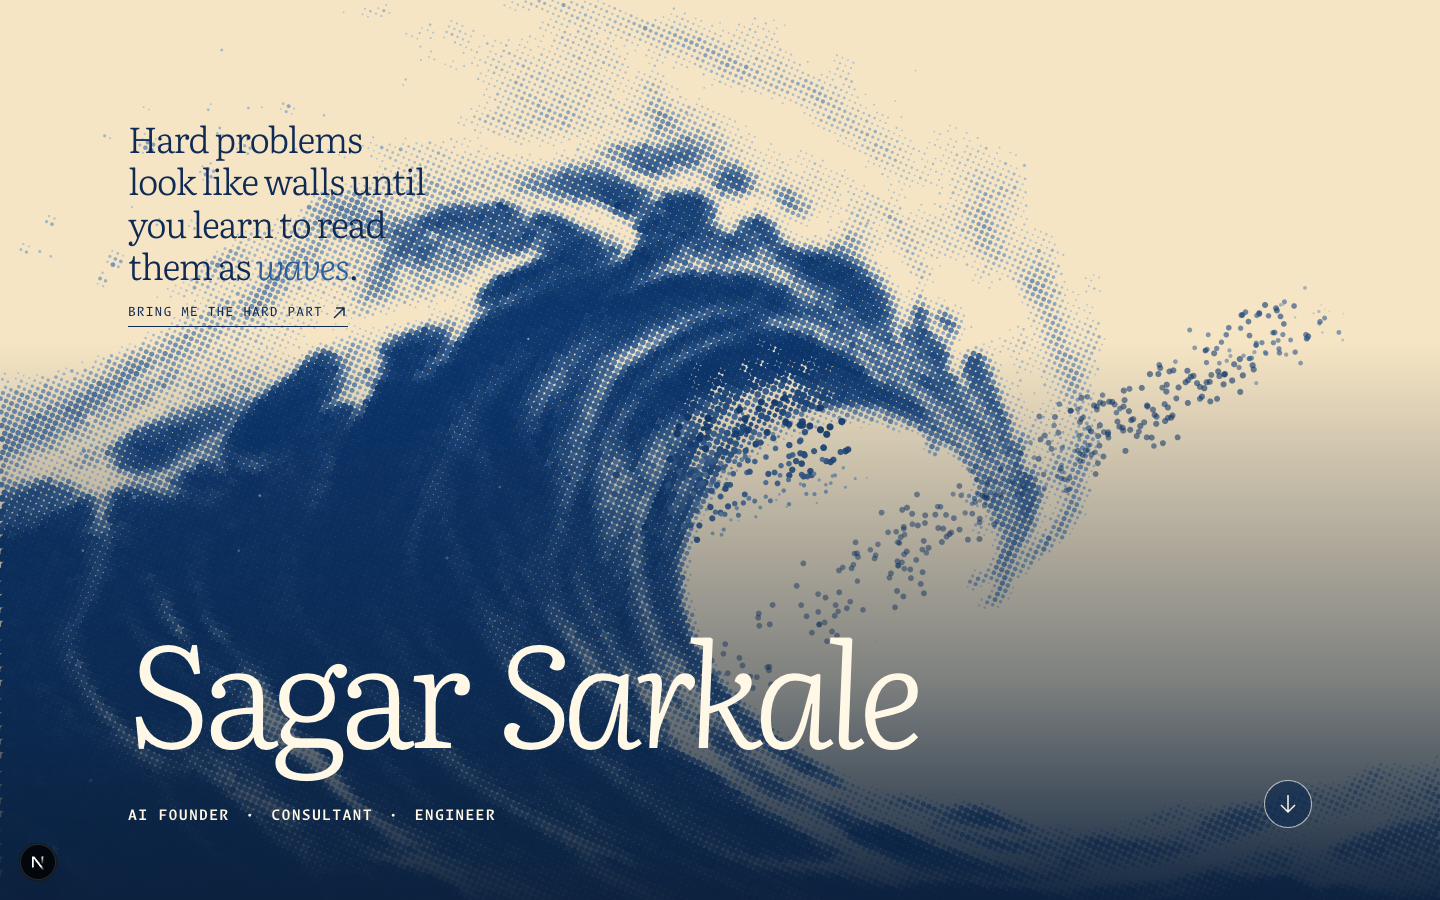 Hard problems
look like walls until
you learn to read
them as waves.
BRING ME THE HARD PART ↗
Sagar Sarkale
AI FOUNDER · CONSULTANT · ENGINEER
N